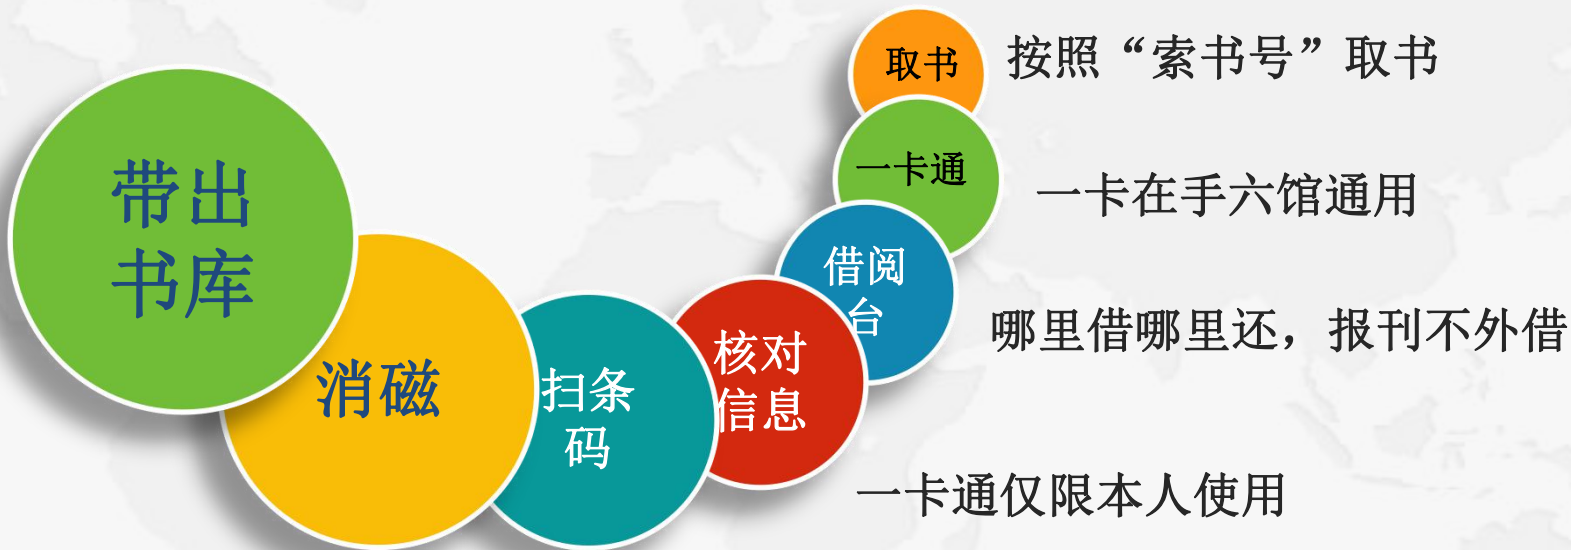 取书
按照“索书号”取书
一卡通
一卡在手六馆通用
借阅
台
哪里借哪里还，报刊不外借
核对
信息
一卡通仅限本人使用
扫条
码
消磁
带出
书库